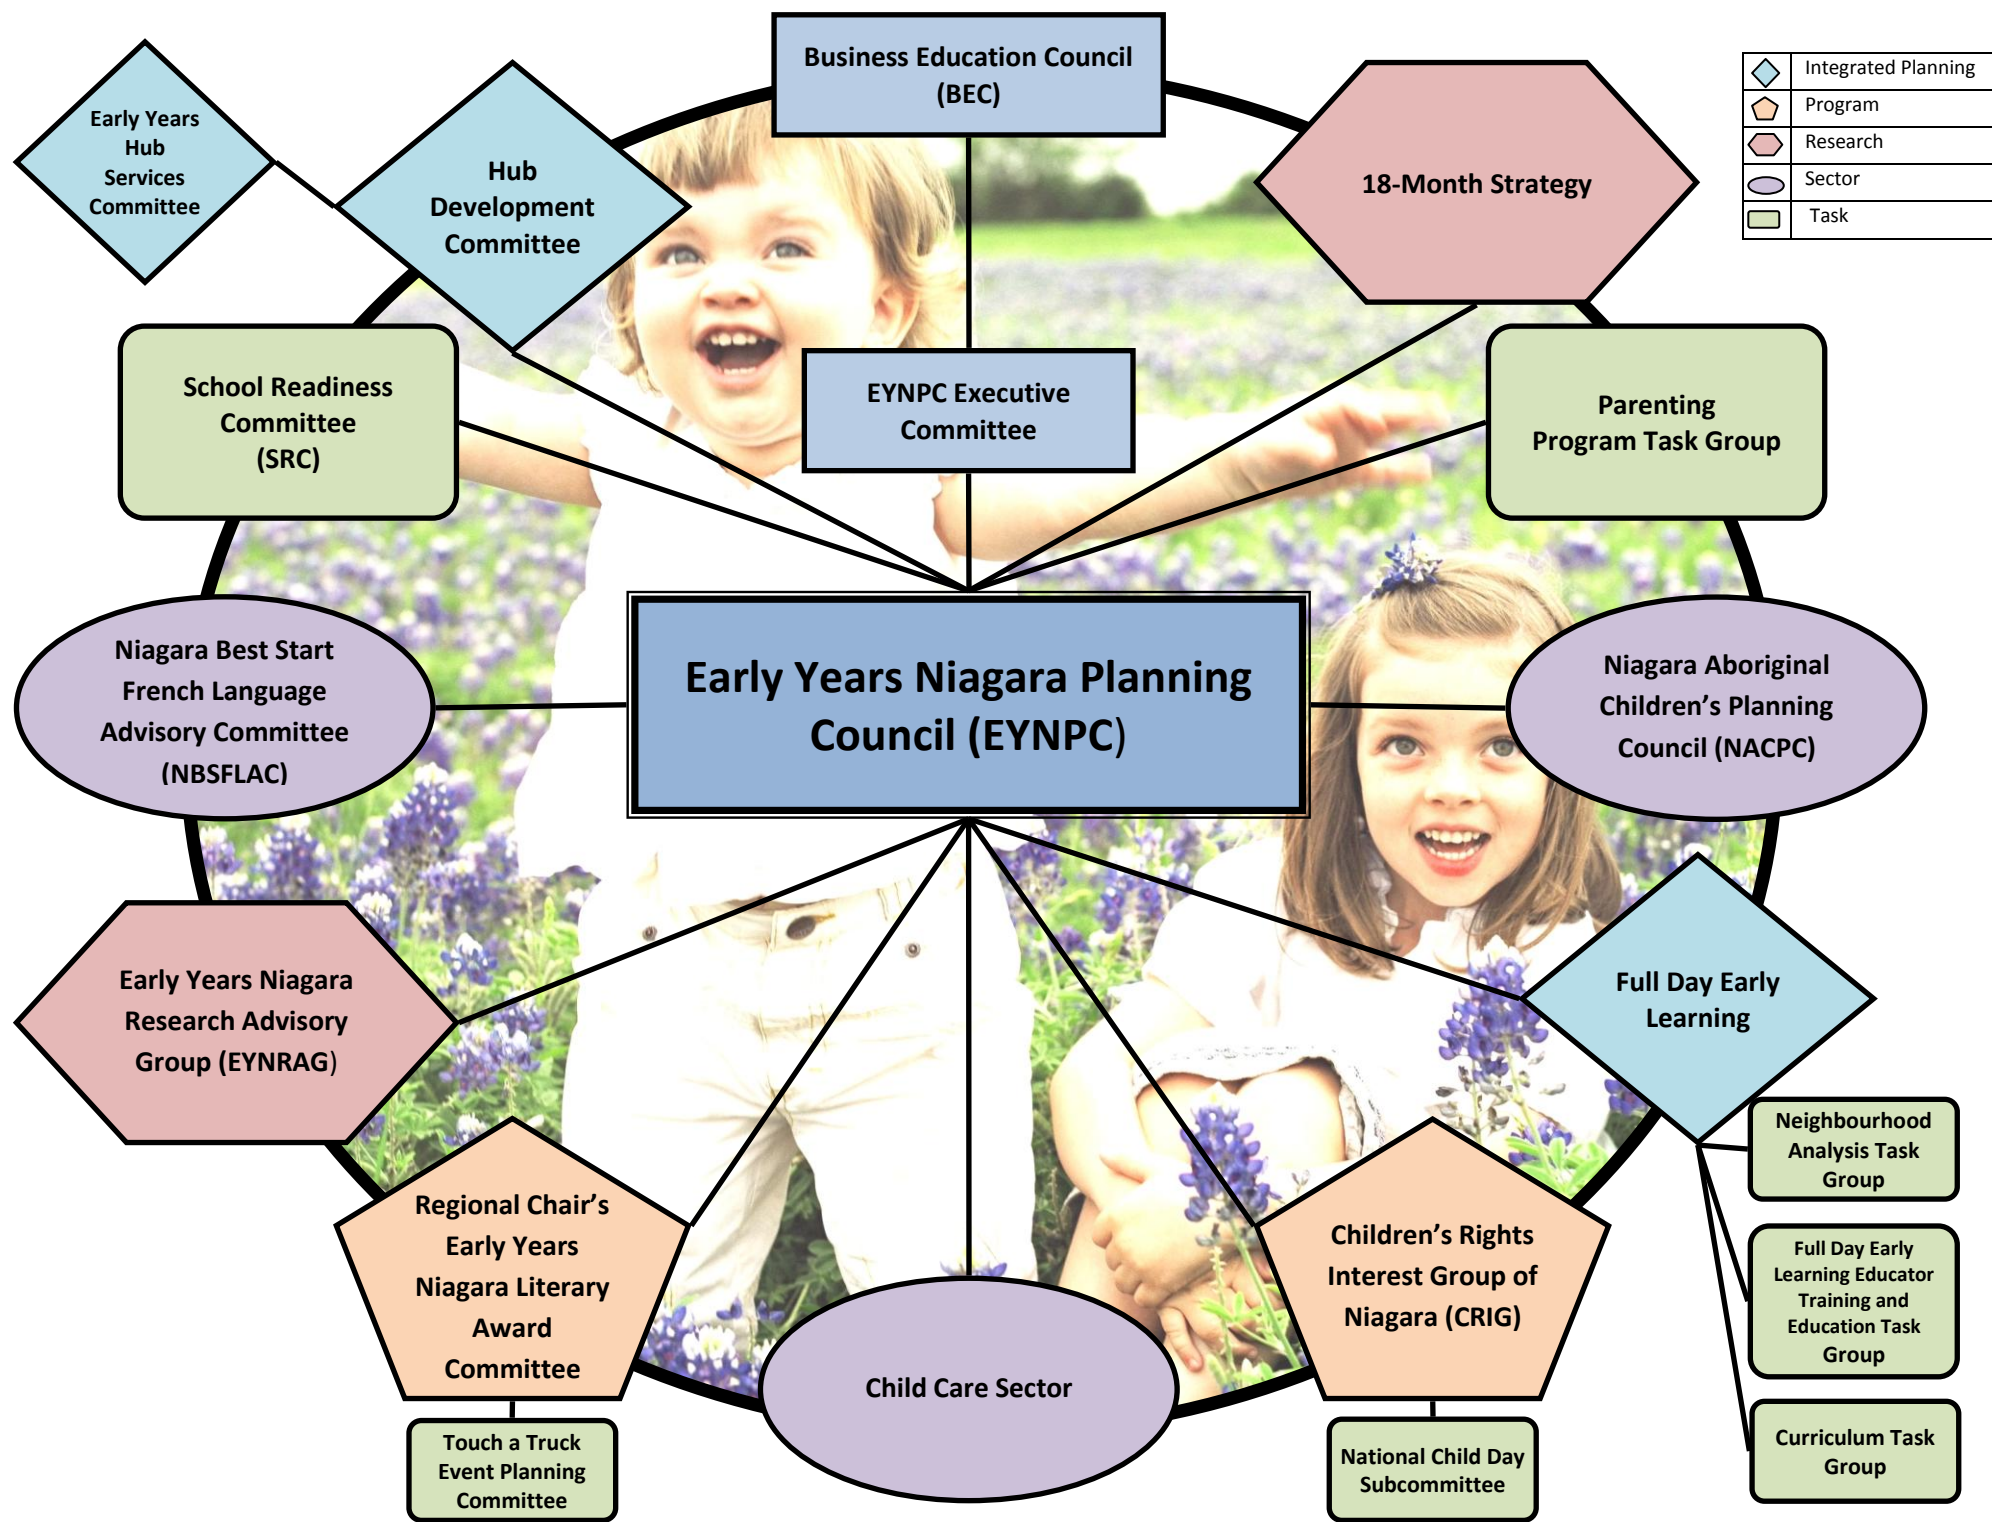 Business Education Council
(BEC)
Integrated Planning
Program
Research
Sector
Task
Early Years
Hub
Services
Committee
Hub
Development
Committee
18-Month Strategy
School Readiness
Committee
(SRC)
EYNPC Executive
Committee
Parenting
Program Task Group
Niagara Best Start
French Language
Advisory Committee
(NBSFLAC)
Early Years Niagara Planning
Council (EYNPC)
Niagara Aboriginal
Children’s Planning
Council (NACPC)
Early Years Niagara
Research Advisory
Group (EYNRAG)
Full Day Early
Learning
Regional Chair’s
Early Years
Niagara Literary
Award
Committee
Child Care Sector
Children’s Rights
Interest Group of
Niagara (CRIG)
Neighbourhood
Analysis Task
Group
Full Day Early
Learning Educator
Training and
Education Task
Group
Curriculum Task
Group
Touch a Truck
Event Planning
Committee
National Child Day
Subcommittee